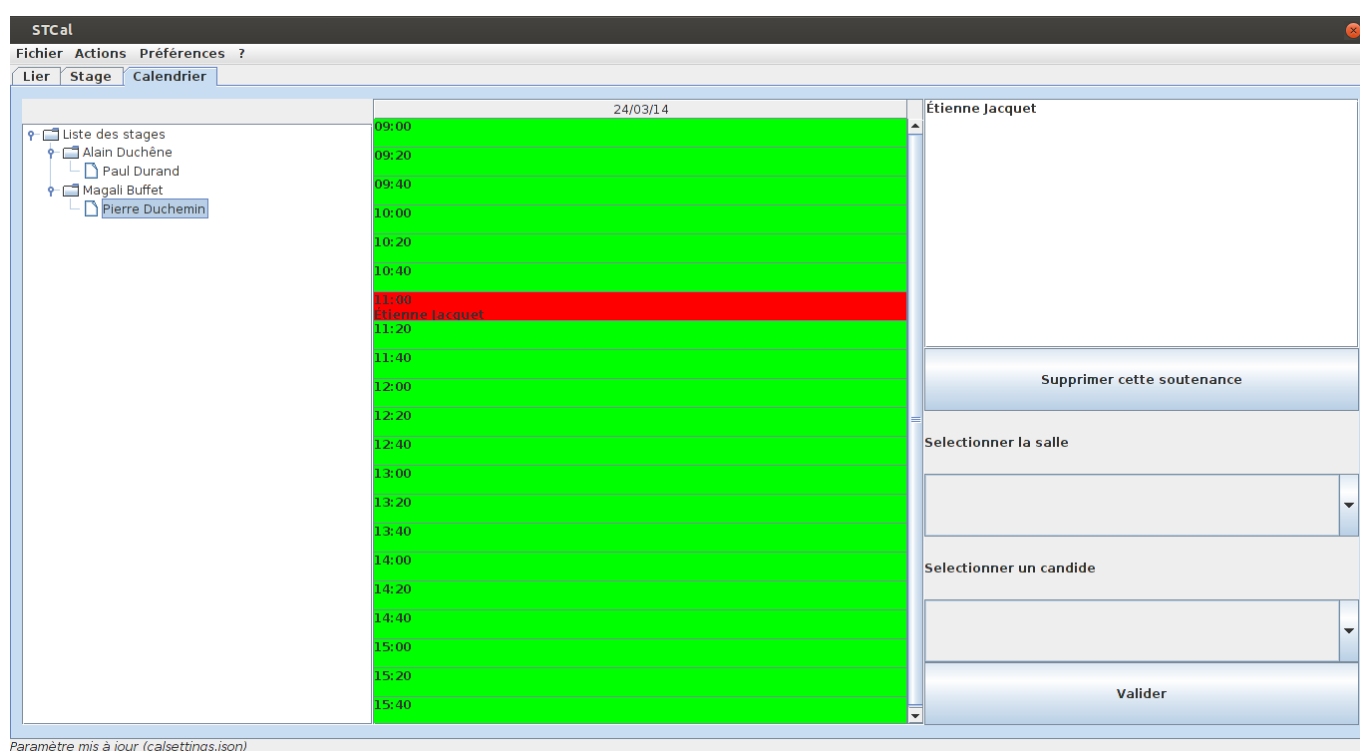 STCal
Fichier Actions Préférences ?
Lier Stage Calendrier
Liste des stages
Alain Duchêne
Paul Durand
Magali Buffet
Pierre Duchemin
24/03/14
09:00
09:20
09:40
10:00
10:20
10:40
11:00
Étienne Jacquet
11:20
11:40
12:00
12:20
12:40
13:00
13:20
13:40
14:00
14:20
14:40
15:00
15:20
15:40
Étienne Jacquet
Supprimer cette soutenance
Selectionner la salle
Selectionner un candide
Valider
Paramètre mis à jour (calsettings.json)